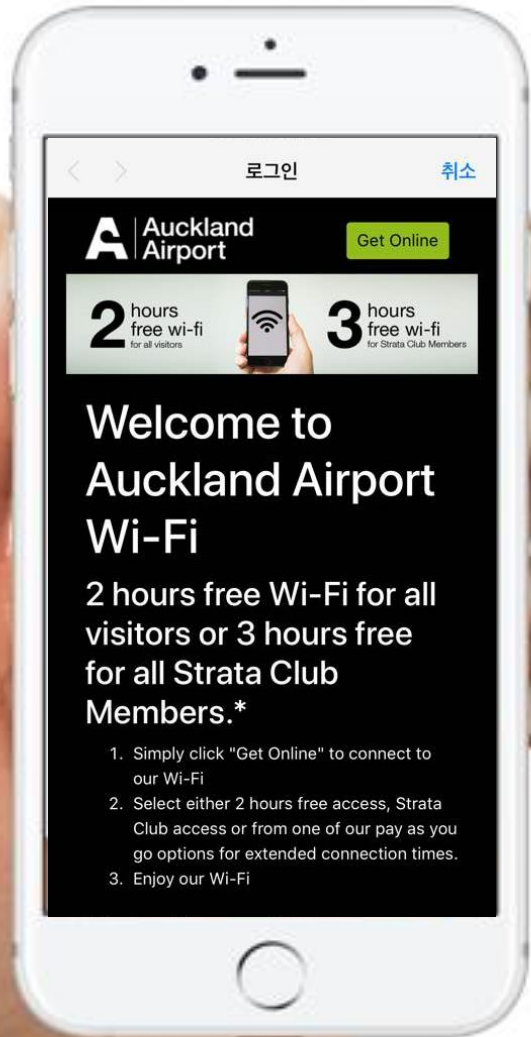 로그인 취소
Auckland
Airport
Get Online
2 hours
free wi-fi
for all visitors
3 hours
free wi-fi
for Strata Club Members
Welcome to
Auckland Airport
Wi-Fi
2 hours free Wi-Fi for all
visitors or 3 hours free
for all Strata Club
Members.*
1. Simply click "Get Online" to connect to
our Wi-Fi
2. Select either 2 hours free access, Strata
Club access or from one of our pay as you
go options for extended connection times.
3. Enjoy our Wi-Fi